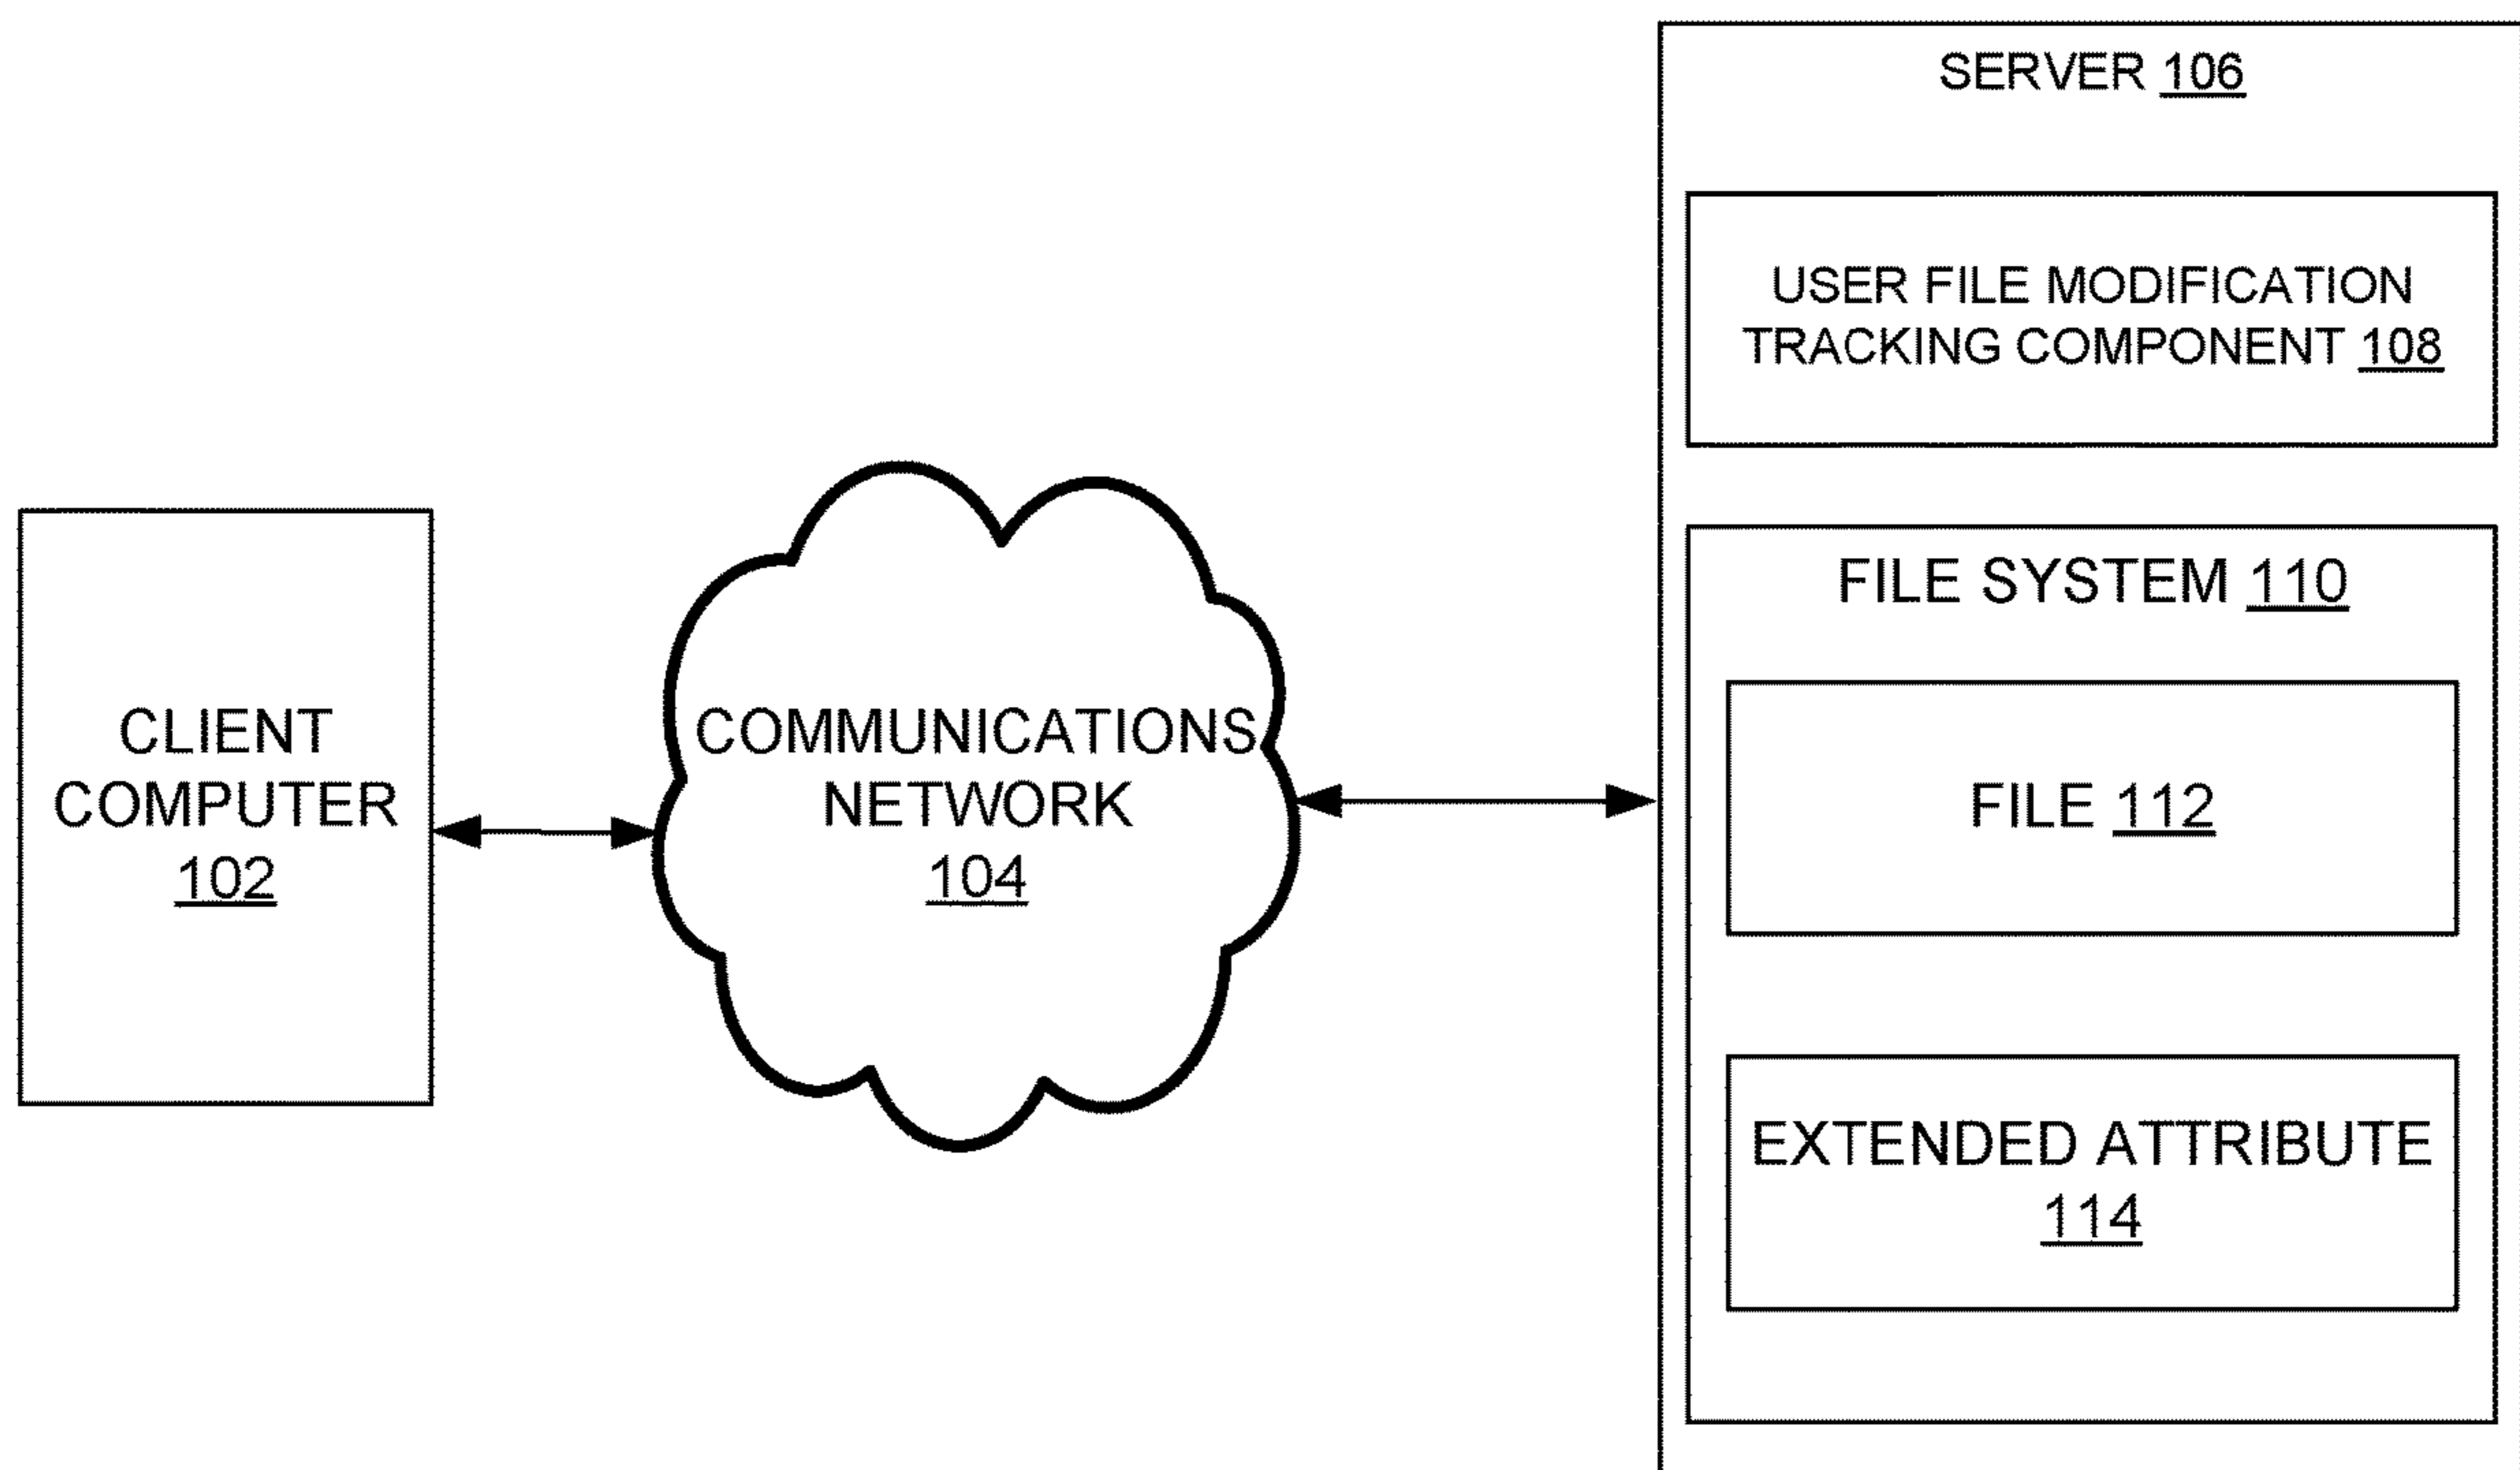 SERVER 106
USER FILE MODIFICATION
TRACKING COMPONENT 108
FILE SYSTEM 110
FILE 112
EXTENDED ATTRIBUTE
114
CLIENT
COMPUTER
102
COMMUNICATIONS
NETWORK
104